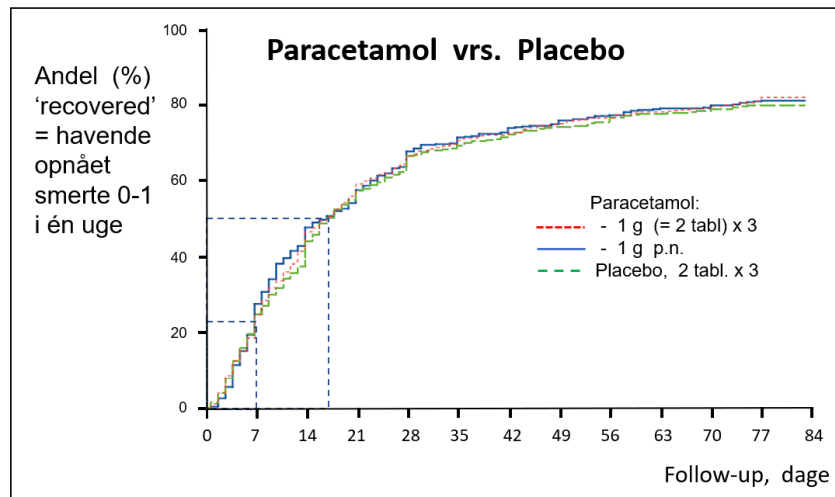 Paracetamol vrs. Placebo
Andel (%)
‘recovered’
= havende
opnået
smerte 0-1
i én uge
100
80
60
40
20
0
Paracetamol:
- 1 g (= 2 tabl) x 3
- 1 g p.n.
Placebo, 2 tabl. x 3
0 7 14 21 28 35 42 49 56 63 70 77 84
Follow-up, dage